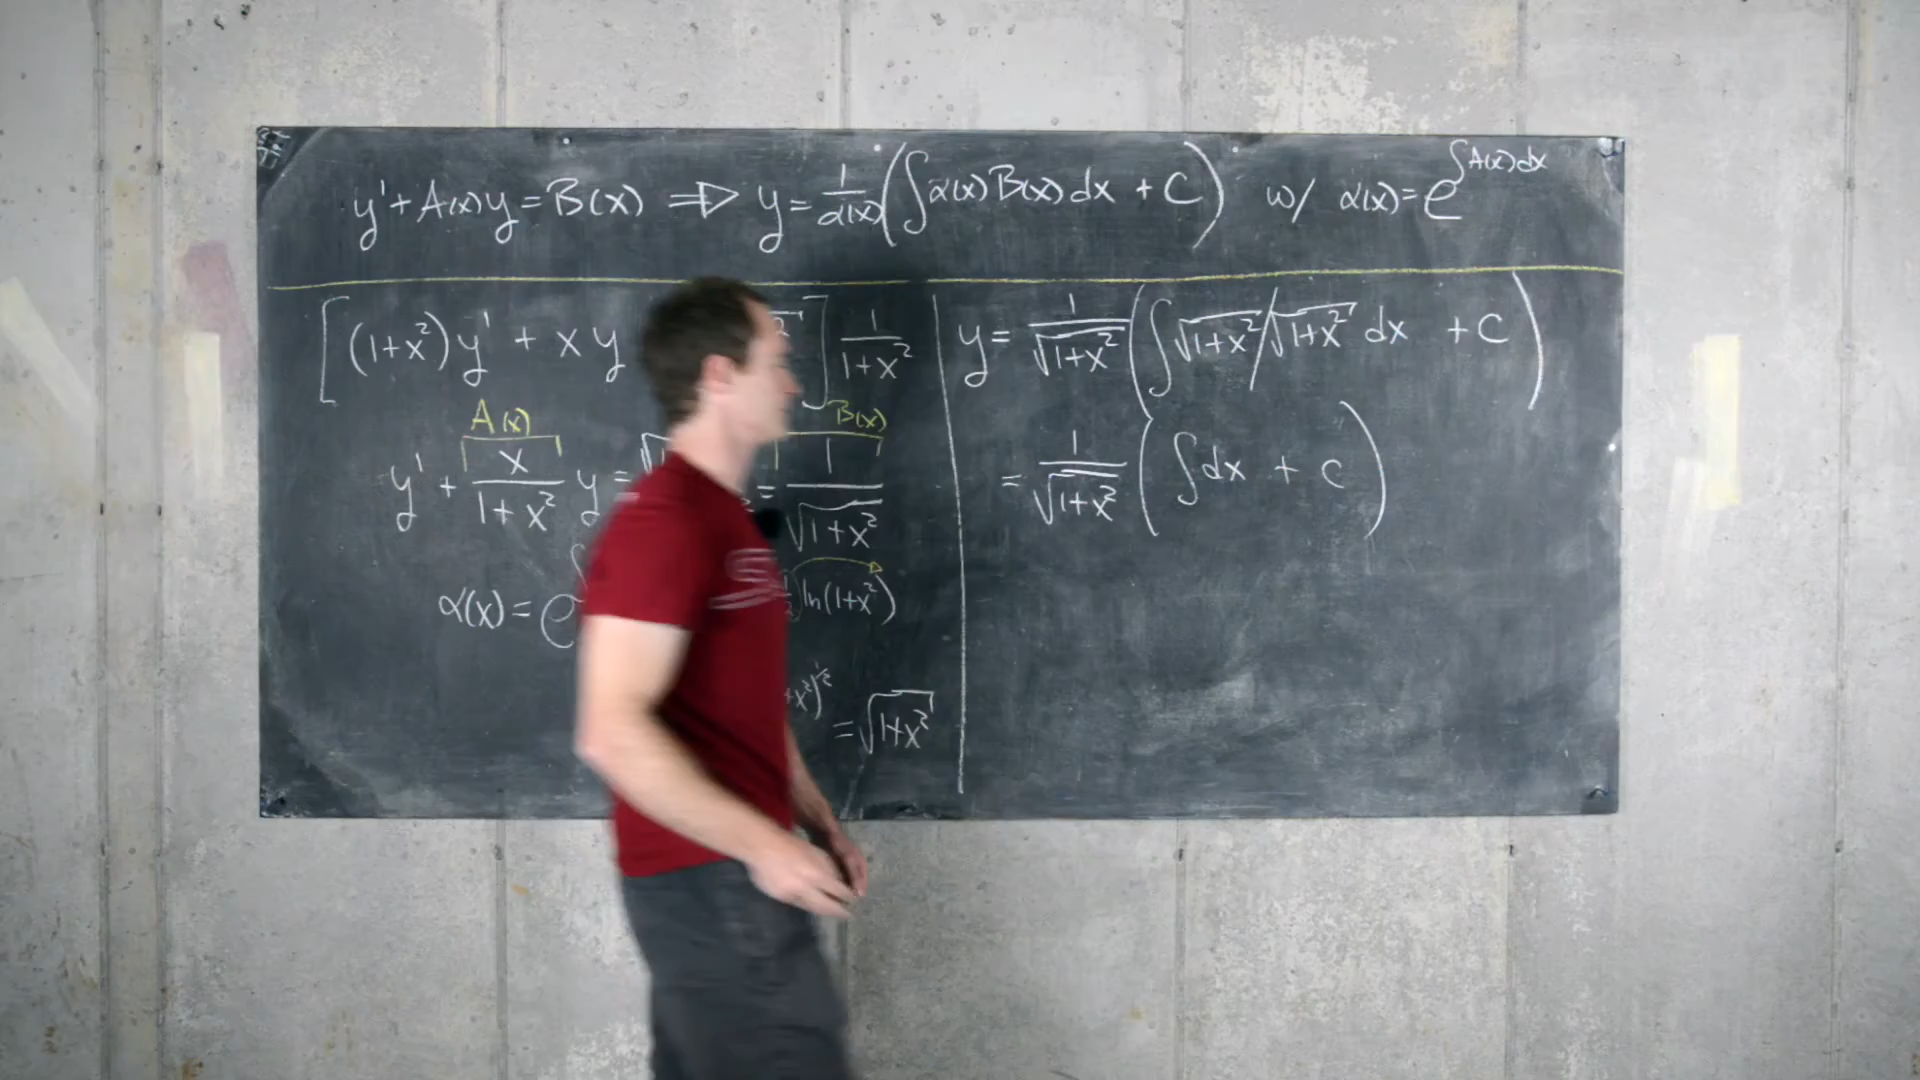 y' + A(x)y = B(x) ⇒ y = 1/α(x) (∫α(x)B(x)dx + C) w/ α(x) = e^∫A(x)dx
[(1+x²)y' + xy ] 1/(1+x²)
A(x) B(x)
y' + x/(1+x²) y = = 1/√(1+x²)
α(x) = e ln(1+x²)
= √(1+x²)
y = 1/√(1+x²) (∫√(1+x²)/√(1+x²) dx + C)
= 1/√(1+x²) (∫dx + C)